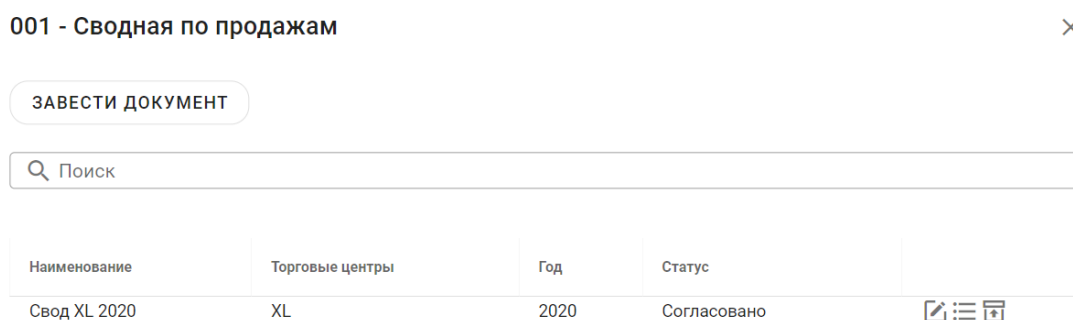 001 - Сводная по продажам
ЗАВЕСТИ ДОКУМЕНТ
Поиск
Наименование Торговые центры Год Статус
Свод XL 2020 XL 2020 Согласовано